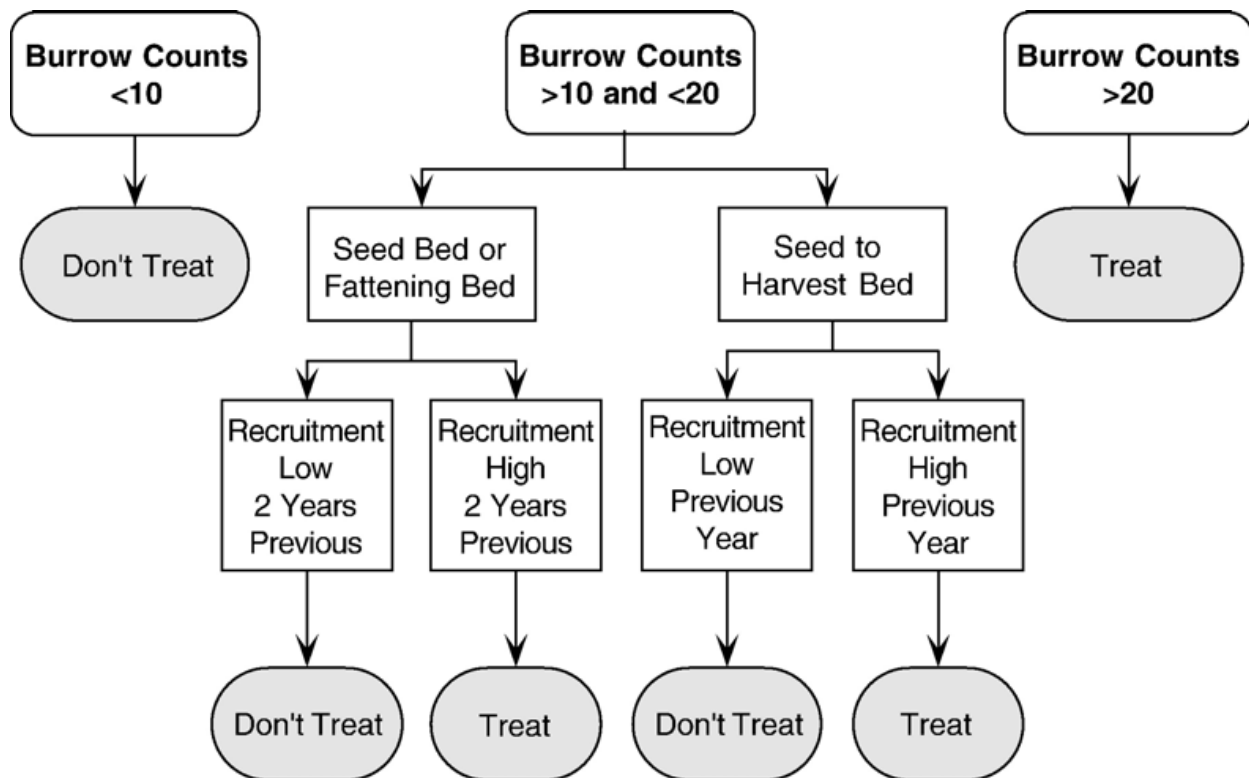 Burrow Counts
<10
Burrow Counts
>10 and <20
Burrow Counts
>20
Don't Treat
Seed Bed or
Fattening Bed
Seed to
Harvest Bed
Treat
Recruitment
Low
2 Years
Previous
Recruitment
High
2 Years
Previous
Recruitment
Low
Previous
Year
Recruitment
High
Previous
Year
Don't Treat
Treat
Don't Treat
Treat